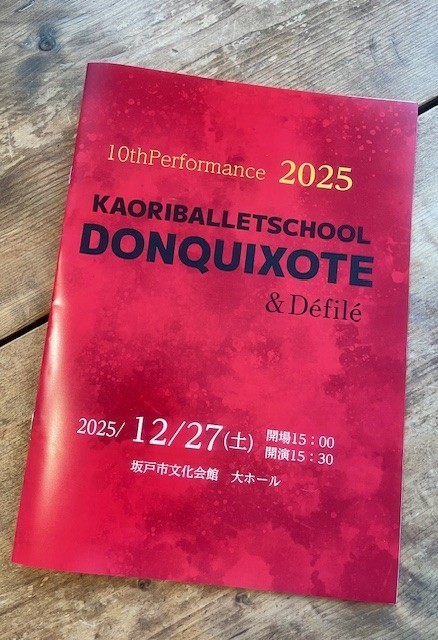 10thPerformance 2025
KAORIBALLETSCHOOL
DONQUIXOTE
& Défilé
2025/ 12/27(土) 開場15：00
開演15：30
坂戸市文化会館 大ホール